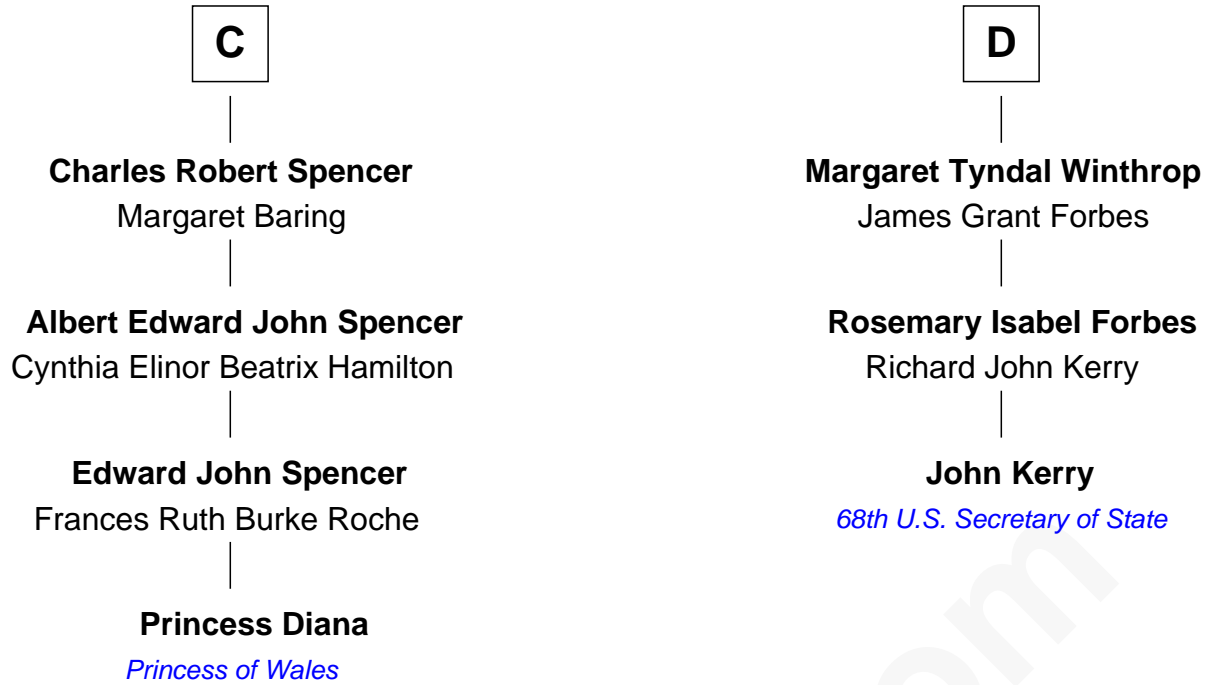 C
Charles Robert Spencer
Margaret Baring
Albert Edward John Spencer
Cynthia Elinor Beatrix Hamilton
Edward John Spencer
Frances Ruth Burke Roche
Princess Diana
Princess of Wales
D
Margaret Tyndal Winthrop
James Grant Forbes
Rosemary Isabel Forbes
Richard John Kerry
John Kerry
68th U.S. Secretary of State
om